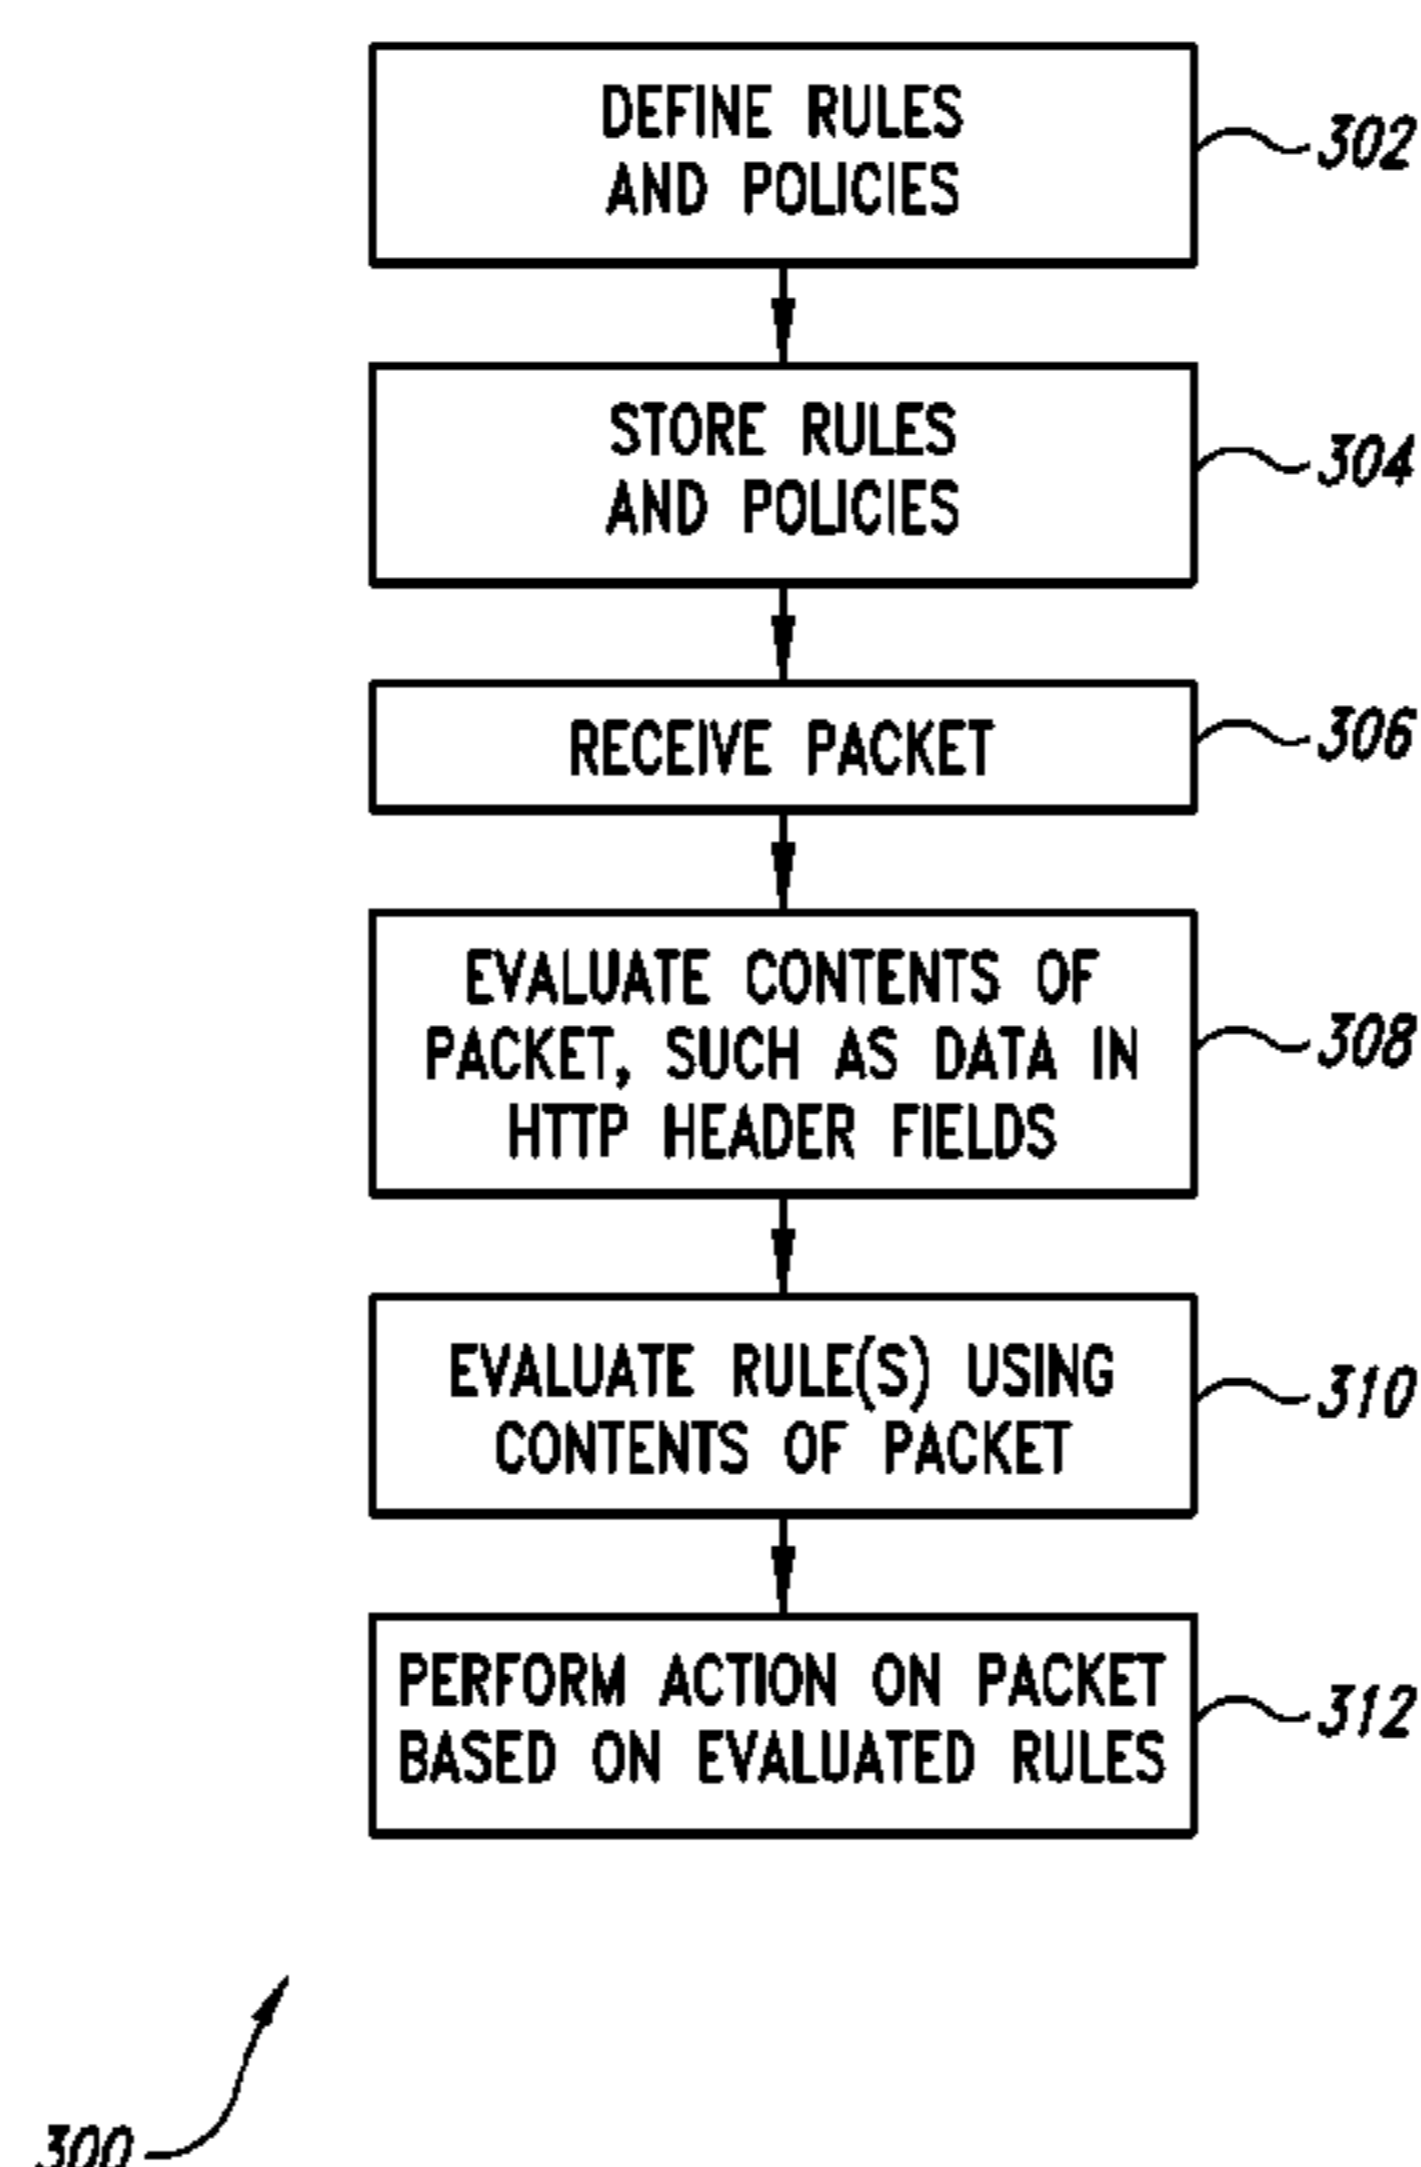 DEFINE RULES
AND POLICIES
302
STORE RULES
AND POLICIES
304
RECEIVE PACKET
306
EVALUATE CONTENTS OF
PACKET, SUCH AS DATA IN
HTTP HEADER FIELDS
308
EVALUATE RULE(S) USING
CONTENTS OF PACKET
310
PERFORM ACTION ON PACKET
BASED ON EVALUATED RULES
312
300